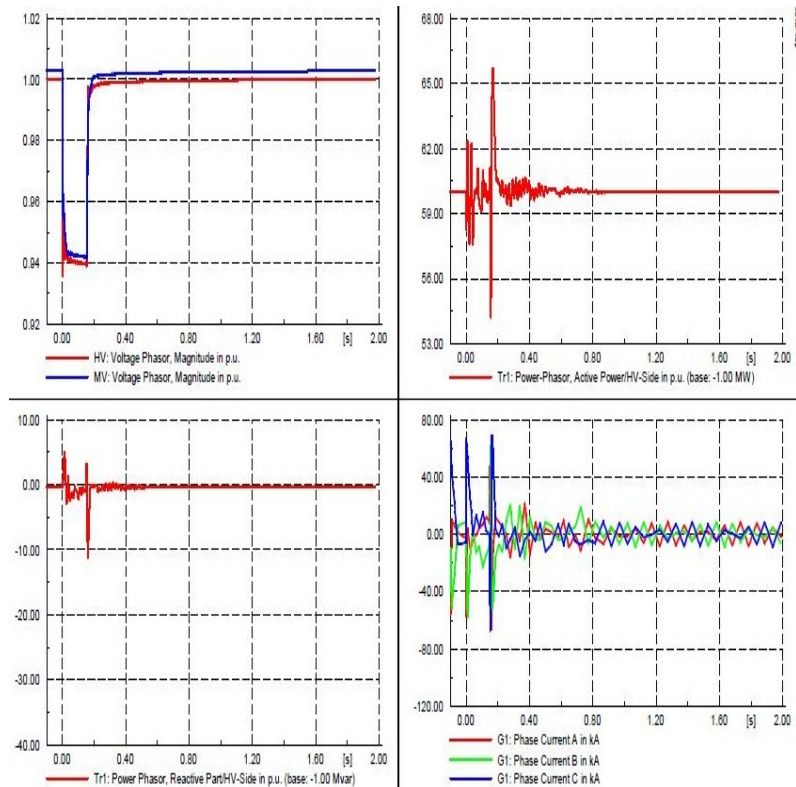 1.02
1.00
0.98
0.96
0.94
0.92
0.00 0.40 0.80 1.20 1.60 [s] 2.00
HV: Voltage Phasor, Magnitude in p.u.
MV: Voltage Phasor, Magnitude in p.u.
68.00
65.00
62.00
59.00
56.00
53.00
0.00 0.40 0.80 1.20 1.60 [s] 2.00
Tr1: Power-Phasor, Active Power/HV-Side in p.u. (base: -1.00 MW)
10.00
0.00
-10.00
-20.00
-30.00
-40.00
0.00 0.40 0.80 1.20 1.60 [s] 2.00
Tr1: Power Phasor, Reactive Part/HV-Side in p.u. (base: -1.00 Mvar)
80.00
40.00
0.00
-40.00
-80.00
-120.00
0.00 0.40 0.80 1.20 1.60 [s] 2.00
G1: Phase Current A in kA
G1: Phase Current B in kA
G1: Phase Current C in kA